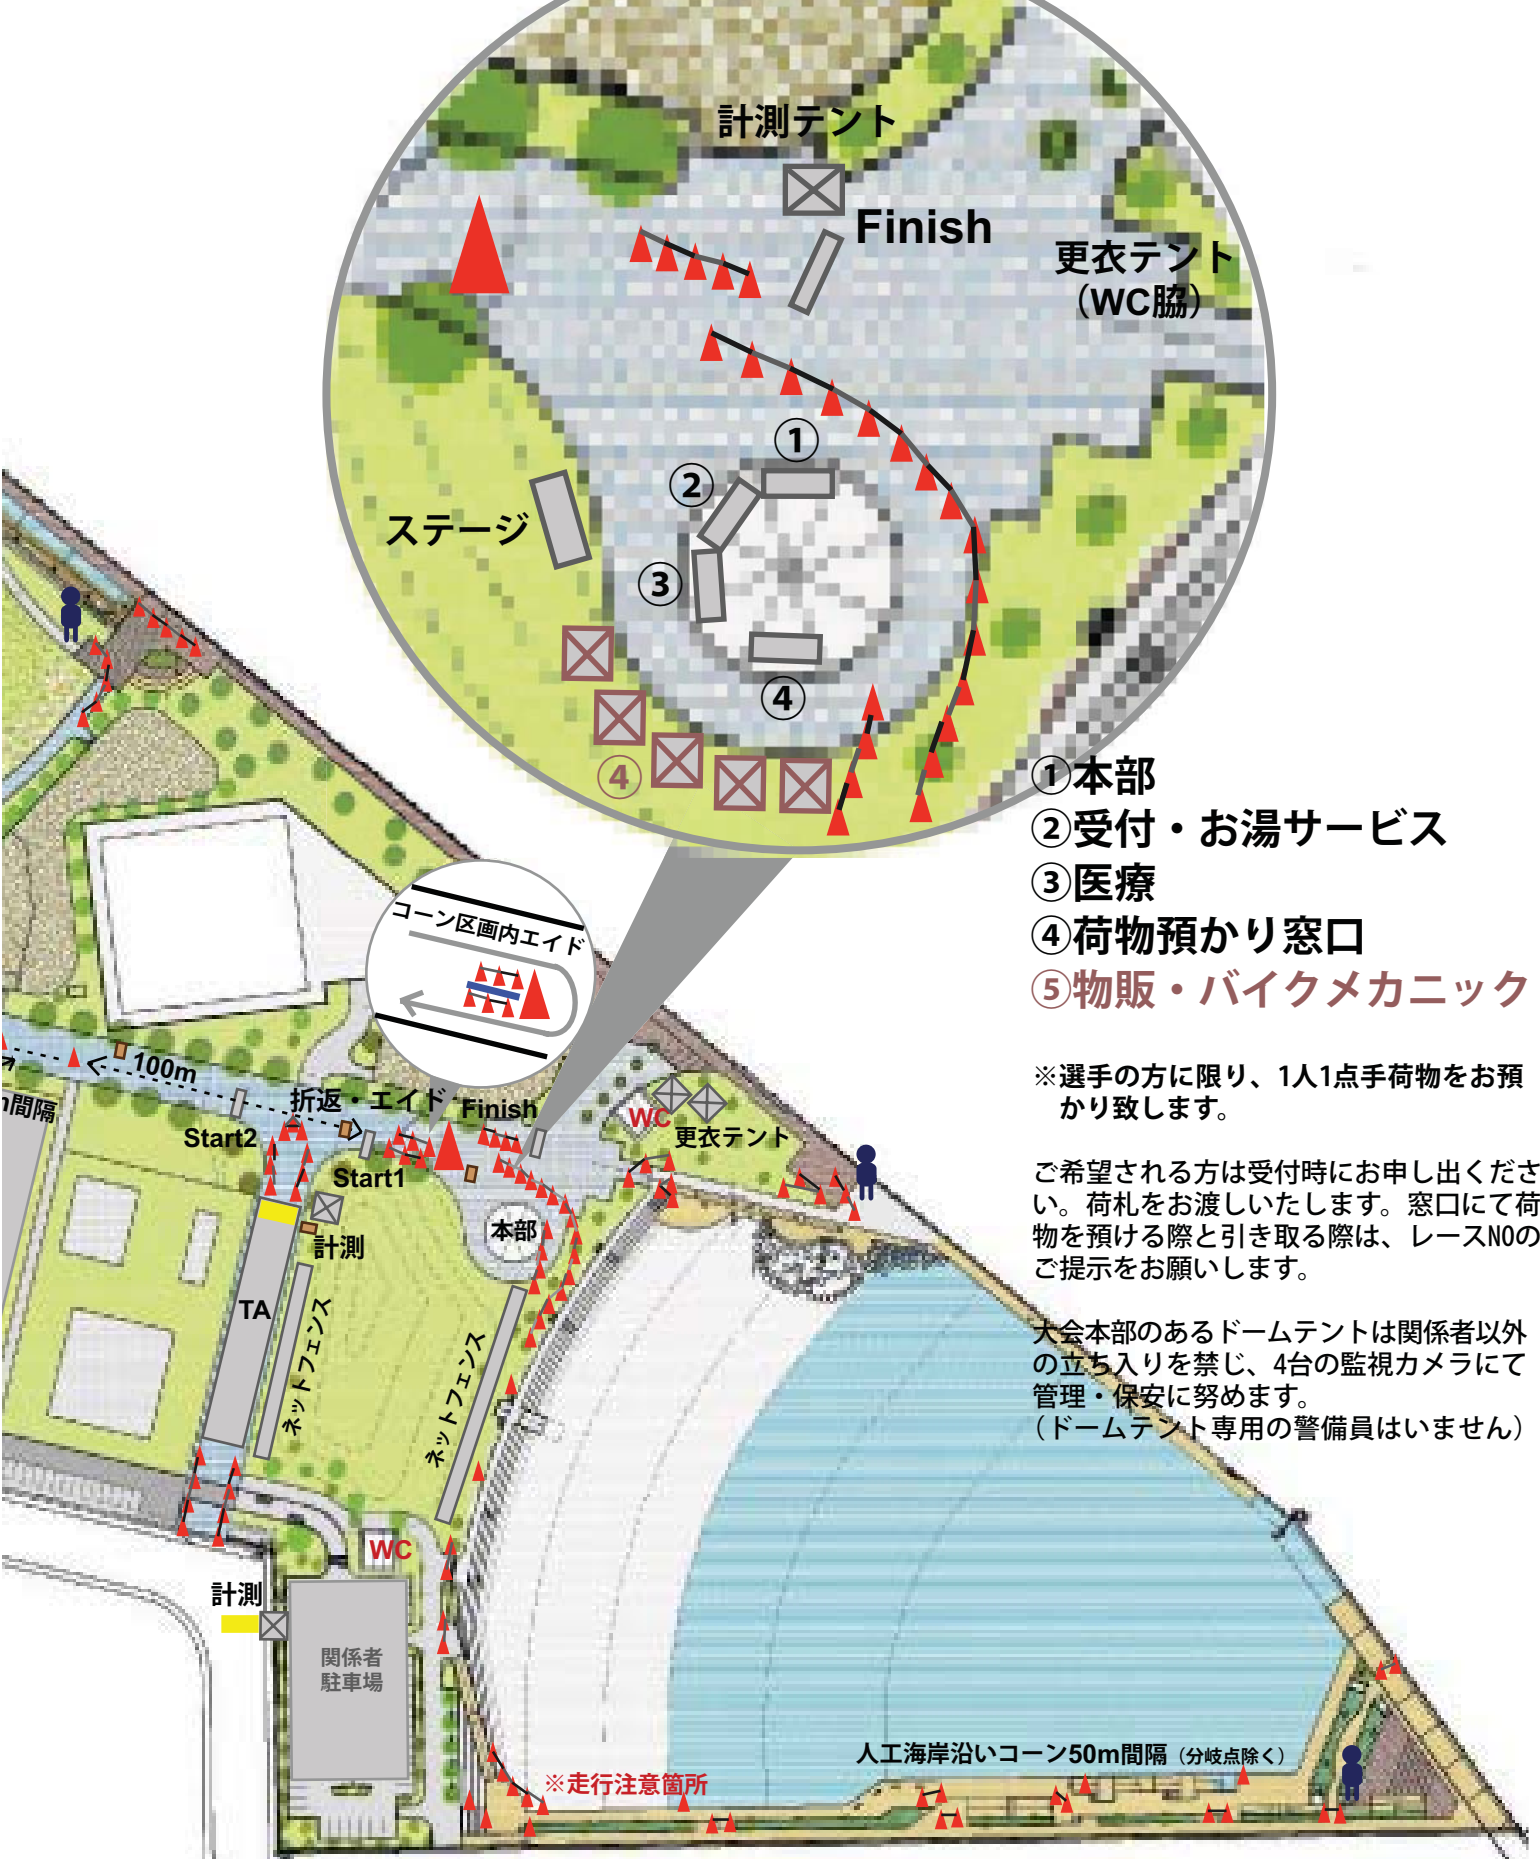 計測テント
Finish
更衣テント
（WC脇）
①
②
ステージ
③
④
④
①本部
②受付・お湯サービス
③医療
④荷物預かり窓口
⑤物販・バイクメカニック
※選手の方に限り、1人1点手荷物をお預
かり致します。
ご希望される方は受付時にお申し出くださ
い。荷札をお渡しいたします。窓口にて荷
物を預ける際と引き取る際は、レースNOの
ご提示をお願いします。
大会本部のあるドームテントは関係者以外
の立ち入りを禁じ、4台の監視カメラにて
管理・保安に努めます。
（ドームテント専用の警備員はいません）
コーン区画内エイド
100m
間隔
折返・エイド
Finish
Start2
Start1
WC
更衣テント
本部
計測
TA
ネットフェンス
ネットフェンス
WC
計測
関係者
駐車場
※走行注意箇所
人工海岸沿いコーン50m間隔（分岐点除く）